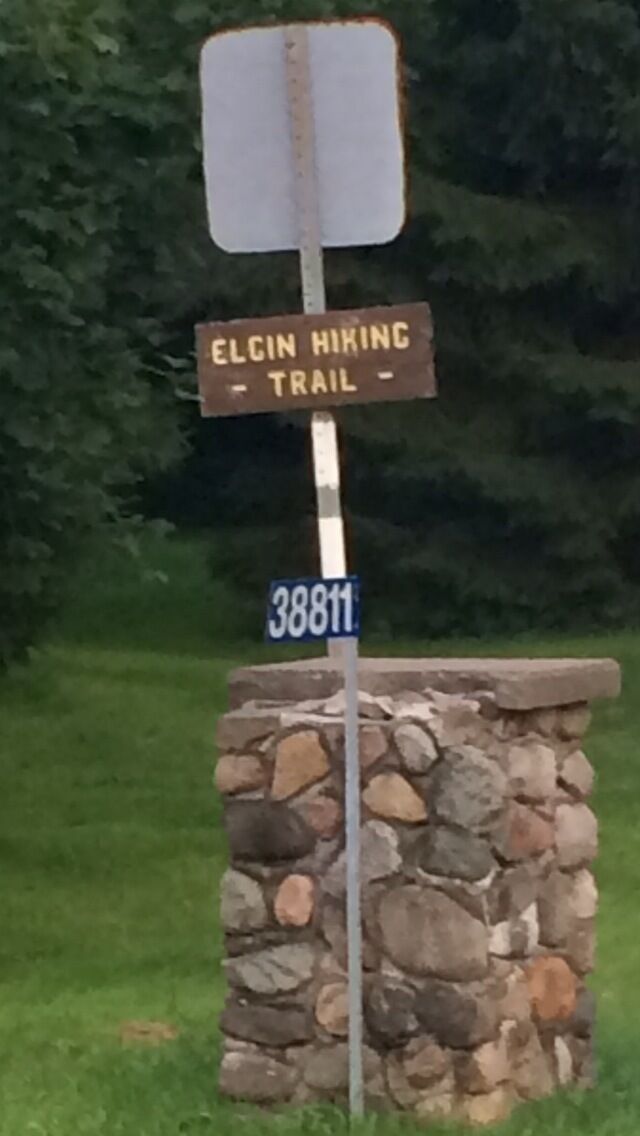 ELGIN HIKING
- TRAIL -
38811